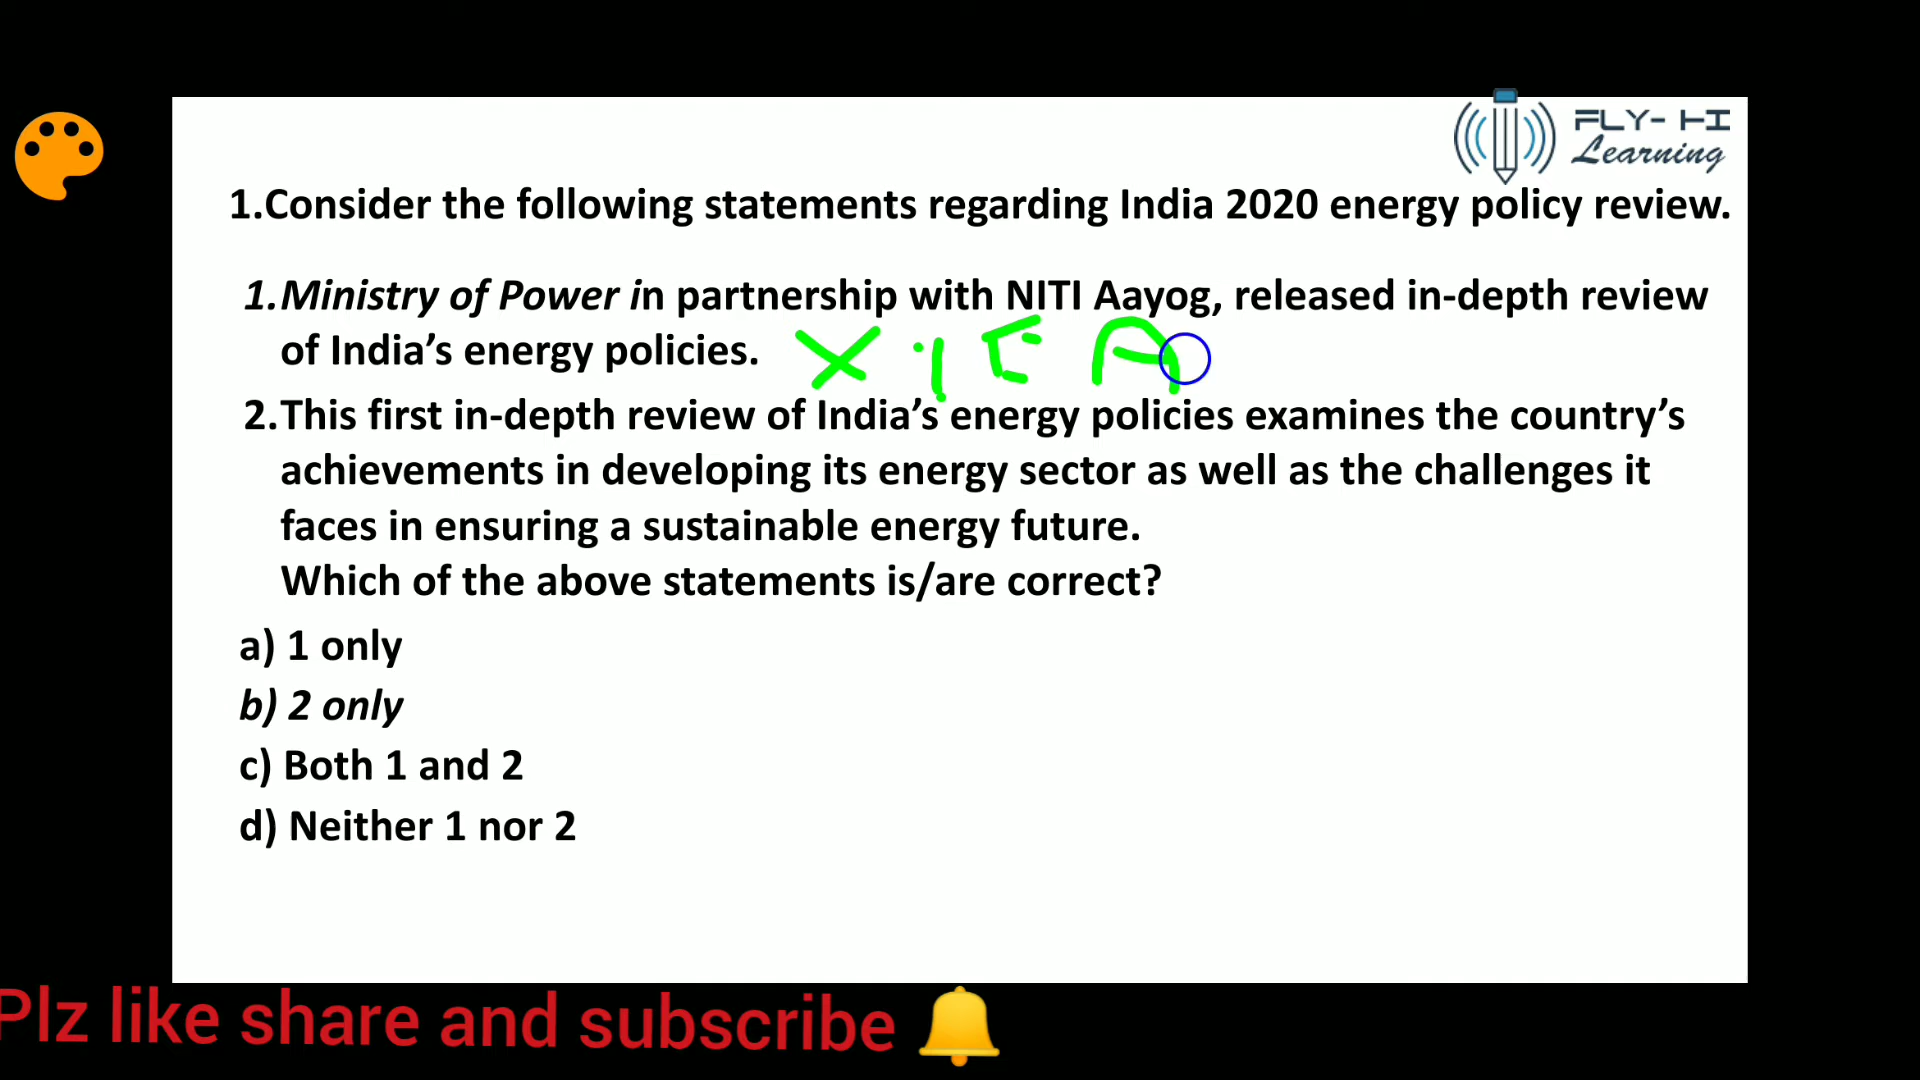 FLY-HI
Learning
1.Consider the following statements regarding India 2020 energy policy review.
1.Ministry of Power in partnership with NITI Aayog, released in-depth review
of India's energy policies. X IEA
2.This first in-depth review of India's energy policies examines the country's
achievements in developing its energy sector as well as the challenges it
faces in ensuring a sustainable energy future.
Which of the above statements is/are correct?
a) 1 only
b) 2 only
c) Both 1 and 2
d) Neither 1 nor 2
Plz like share and subscribe